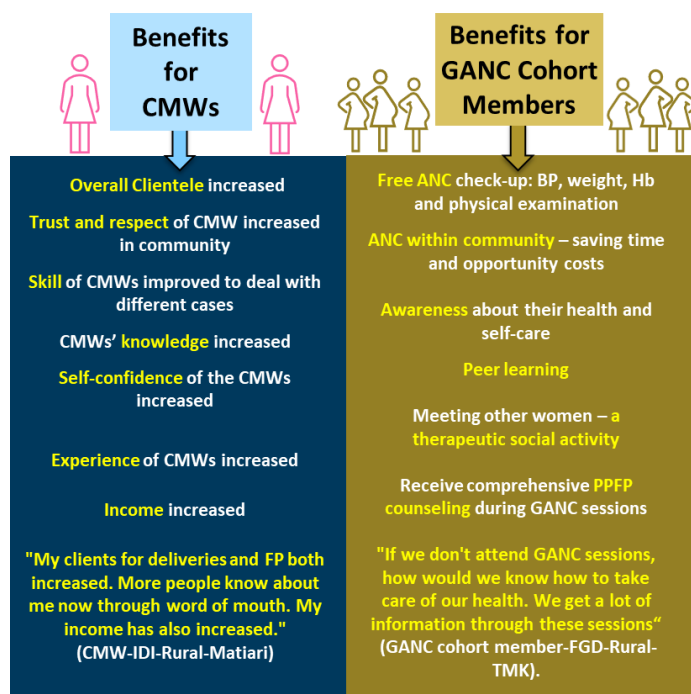 Benefits
for
CMWs
Overall Clientele increased
Trust and respect of CMW increased
in community
Skill of CMWs improved to deal with
different cases
CMWs’ knowledge increased
Self-confidence of the CMWs
increased
Experience of CMWs increased
Income increased
"My clients for deliveries and FP both
increased. More people know about
me now through word of mouth. My
income has also increased."
(CMW-IDI-Rural-Matiari)
Benefits for
GANC Cohort
Members
Free ANC check-up: BP, weight, Hb
and physical examination
ANC within community – saving time
and opportunity costs
Awareness about their health and
self-care
Peer learning
Meeting other women – a
therapeutic social activity
Receive comprehensive PPFP
counseling during GANC sessions
"If we don't attend GANC sessions,
how would we know how to take
care of our health. We get a lot of
information through these sessions“
(GANC cohort member-FGD-Rural-
TMK).